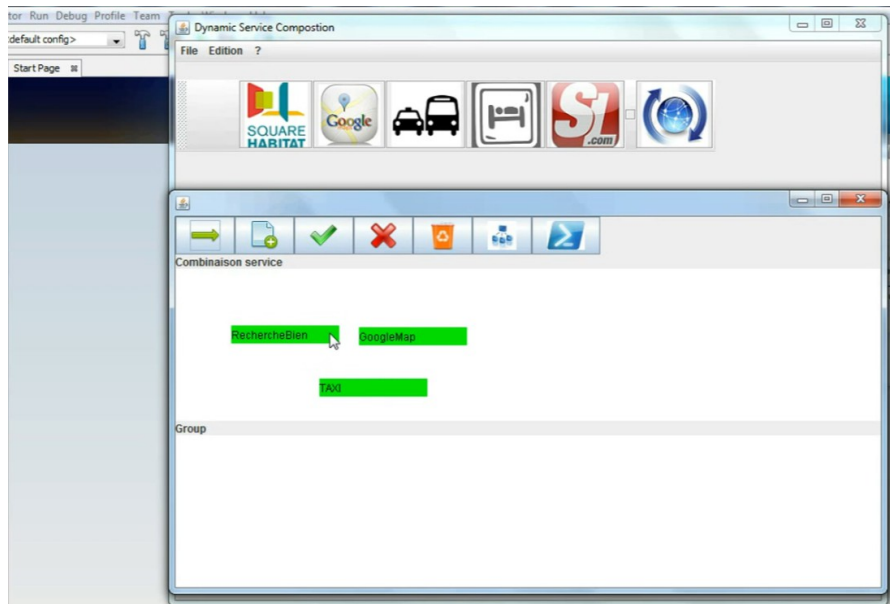 tor Run Debug Profile Team
Dynamic Service Compostion
<default config>
File Edition ?
Start Page
SQUARE
HABITAT
Google
.com
Combinaison service
RechercheBien
GoogleMap
TAXI
Group